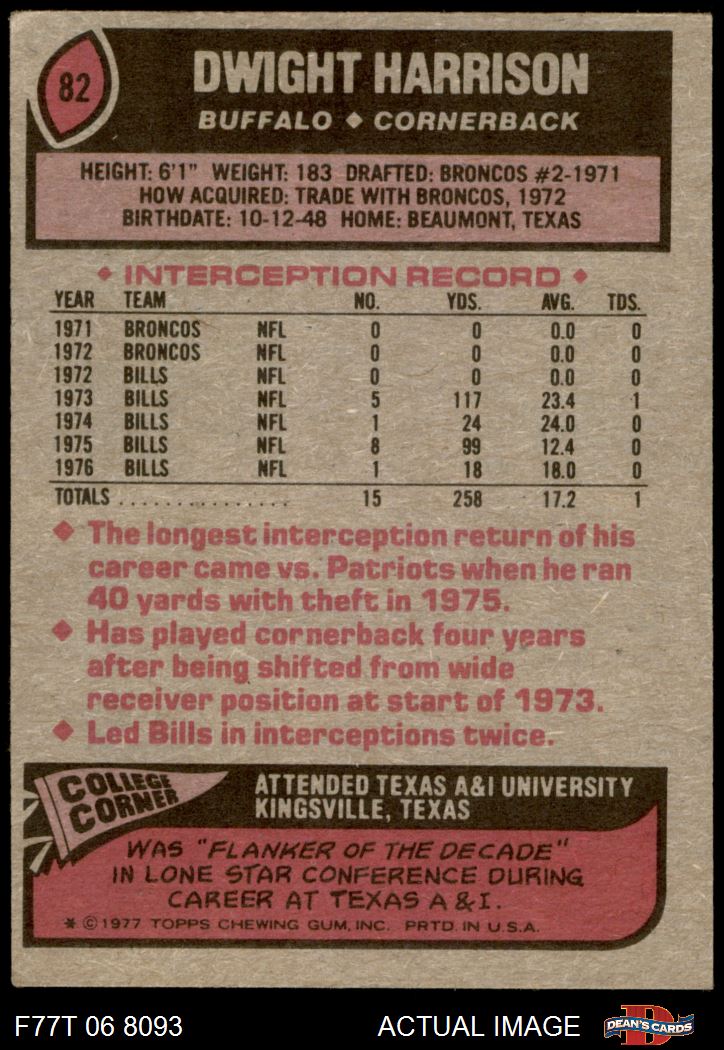 82
DWIGHT HARRISON
BUFFALO ◆ CORNERBACK
HEIGHT: 6'1" WEIGHT: 183 DRAFTED: BRONCOS #2-1971
HOW ACQUIRED: TRADE WITH BRONCOS, 1972
BIRTHDATE: 10-12-48 HOME: BEAUMONT, TEXAS
◆ INTERCEPTION RECORD ◆
YEAR TEAM NO. YDS. AVG. TDS.
1971 BRONCOS NFL 0 0 0.0 0
1972 BRONCOS NFL 0 0 0.0 0
1972 BILLS NFL 0 0 0.0 0
1973 BILLS NFL 5 117 23.4 1
1974 BILLS NFL 1 24 24.0 0
1975 BILLS NFL 8 99 12.4 0
1976 BILLS NFL 1 18 18.0 0
TOTALS ............... 15 258 17.2 1
◆ The longest interception return of his
career came vs. Patriots when he ran
40 yards with theft in 1975.
◆ Has played cornerback four years
after being shifted from wide
receiver position at start of 1973.
◆ Led Bills in interceptions twice.
COLLEGE
CORNER
ATTENDED TEXAS A&I UNIVERSITY
KINGSVILLE, TEXAS
WAS "FLANKER OF THE DECADE"
IN LONE STAR CONFERENCE DURING
CAREER AT TEXAS A & I.
* © 1977 TOPPS CHEWING GUM, INC. PRTD. IN U.S.A.
F77T 06 8093 ACTUAL IMAGE
D
DEAN'S CARDS